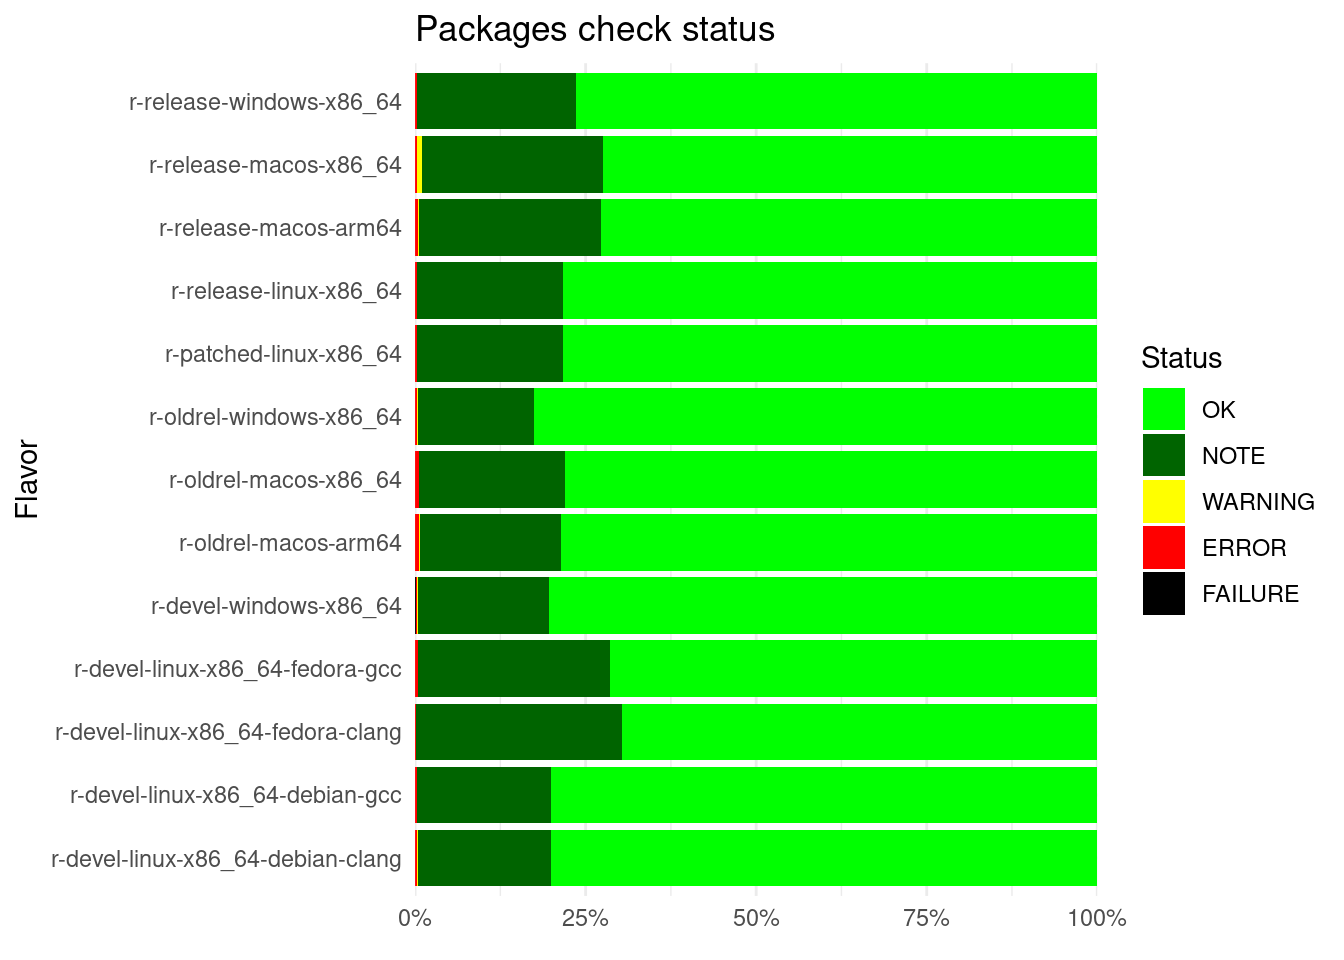 Packages check status
r-release-windows-x86_64
r-release-macos-x86_64
r-release-macos-arm64
r-release-linux-x86_64
r-patched-linux-x86_64
r-oldrel-windows-x86_64
r-oldrel-macos-x86_64
r-oldrel-macos-arm64
r-devel-windows-x86_64
r-devel-linux-x86_64-fedora-gcc
r-devel-linux-x86_64-fedora-clang
r-devel-linux-x86_64-debian-gcc
r-devel-linux-x86_64-debian-clang
Flavor
0% 25% 50% 75% 100%
Status
OK
NOTE
WARNING
ERROR
FAILURE